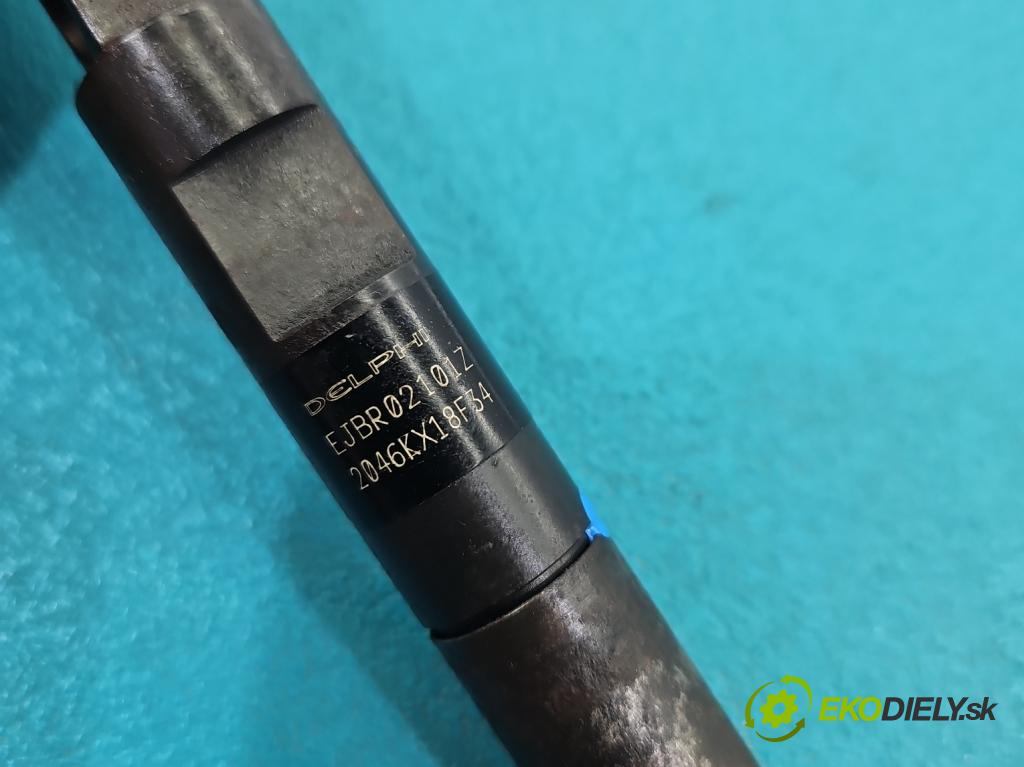 DELPHI
EJBR02101Z
2046KX18F34
EKODIELY.sk